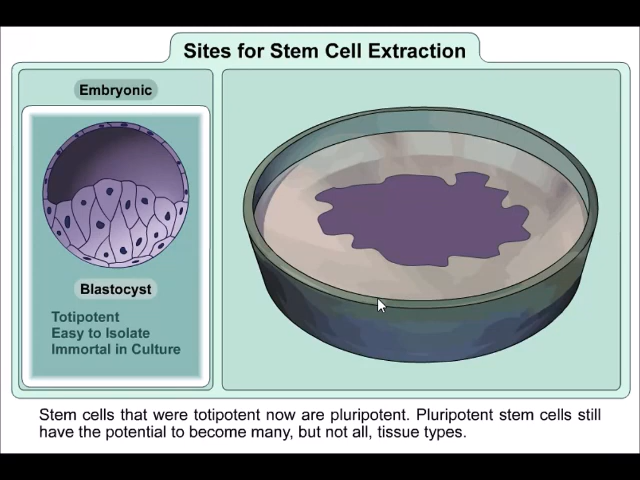 Sites for Stem Cell Extraction
Embryonic
Blastocyst
Totipotent
Easy to Isolate
Immortal in Culture
Stem cells that were totipotent now are pluripotent. Pluripotent stem cells still
have the potential to become many, but not all, tissue types.